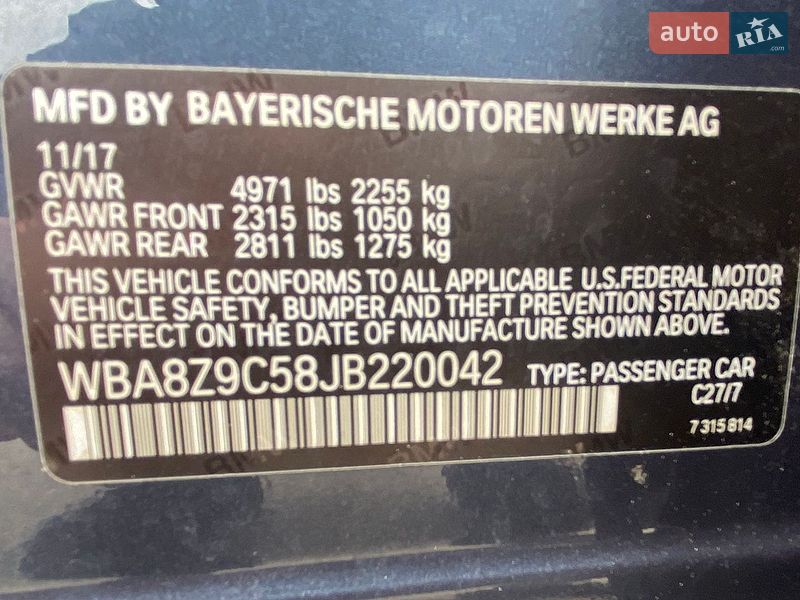 auto RIA .com
MFD BY BAYERISCHE MOTOREN WERKE AG
11/17
GVWR 4971 lbs 2255 kg
GAWR FRONT 2315 lbs 1050 kg
GAWR REAR 2811 lbs 1275 kg
THIS VEHICLE CONFORMS TO ALL APPLICABLE U.S.FEDERAL MOTOR
VEHICLE SAFETY, BUMPER AND THEFT PREVENTION STANDARDS
IN EFFECT ON THE DATE OF MANUFACTURE SHOWN ABOVE.
WBA8Z9C58JB220042 TYPE: PASSENGER CAR
C27/7
7315814